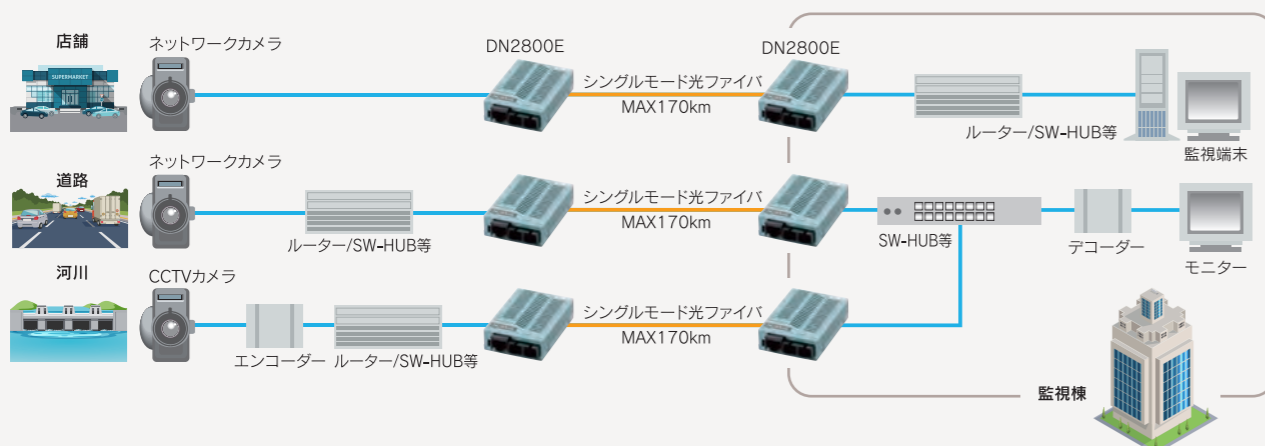 店舗
SUPERMARKET
ネットワークカメラ
DN2800E
シングルモード光ファイバ
MAX170km
DN2800E
ルーター/SW-HUB等
監視端末
道路
ネットワークカメラ
ルーター/SW-HUB等
シングルモード光ファイバ
MAX170km
SW-HUB等
デコーダー
モニター
河川
CCTVカメラ
エンコーダー
ルーター/SW-HUB等
シングルモード光ファイバ
MAX170km
監視棟